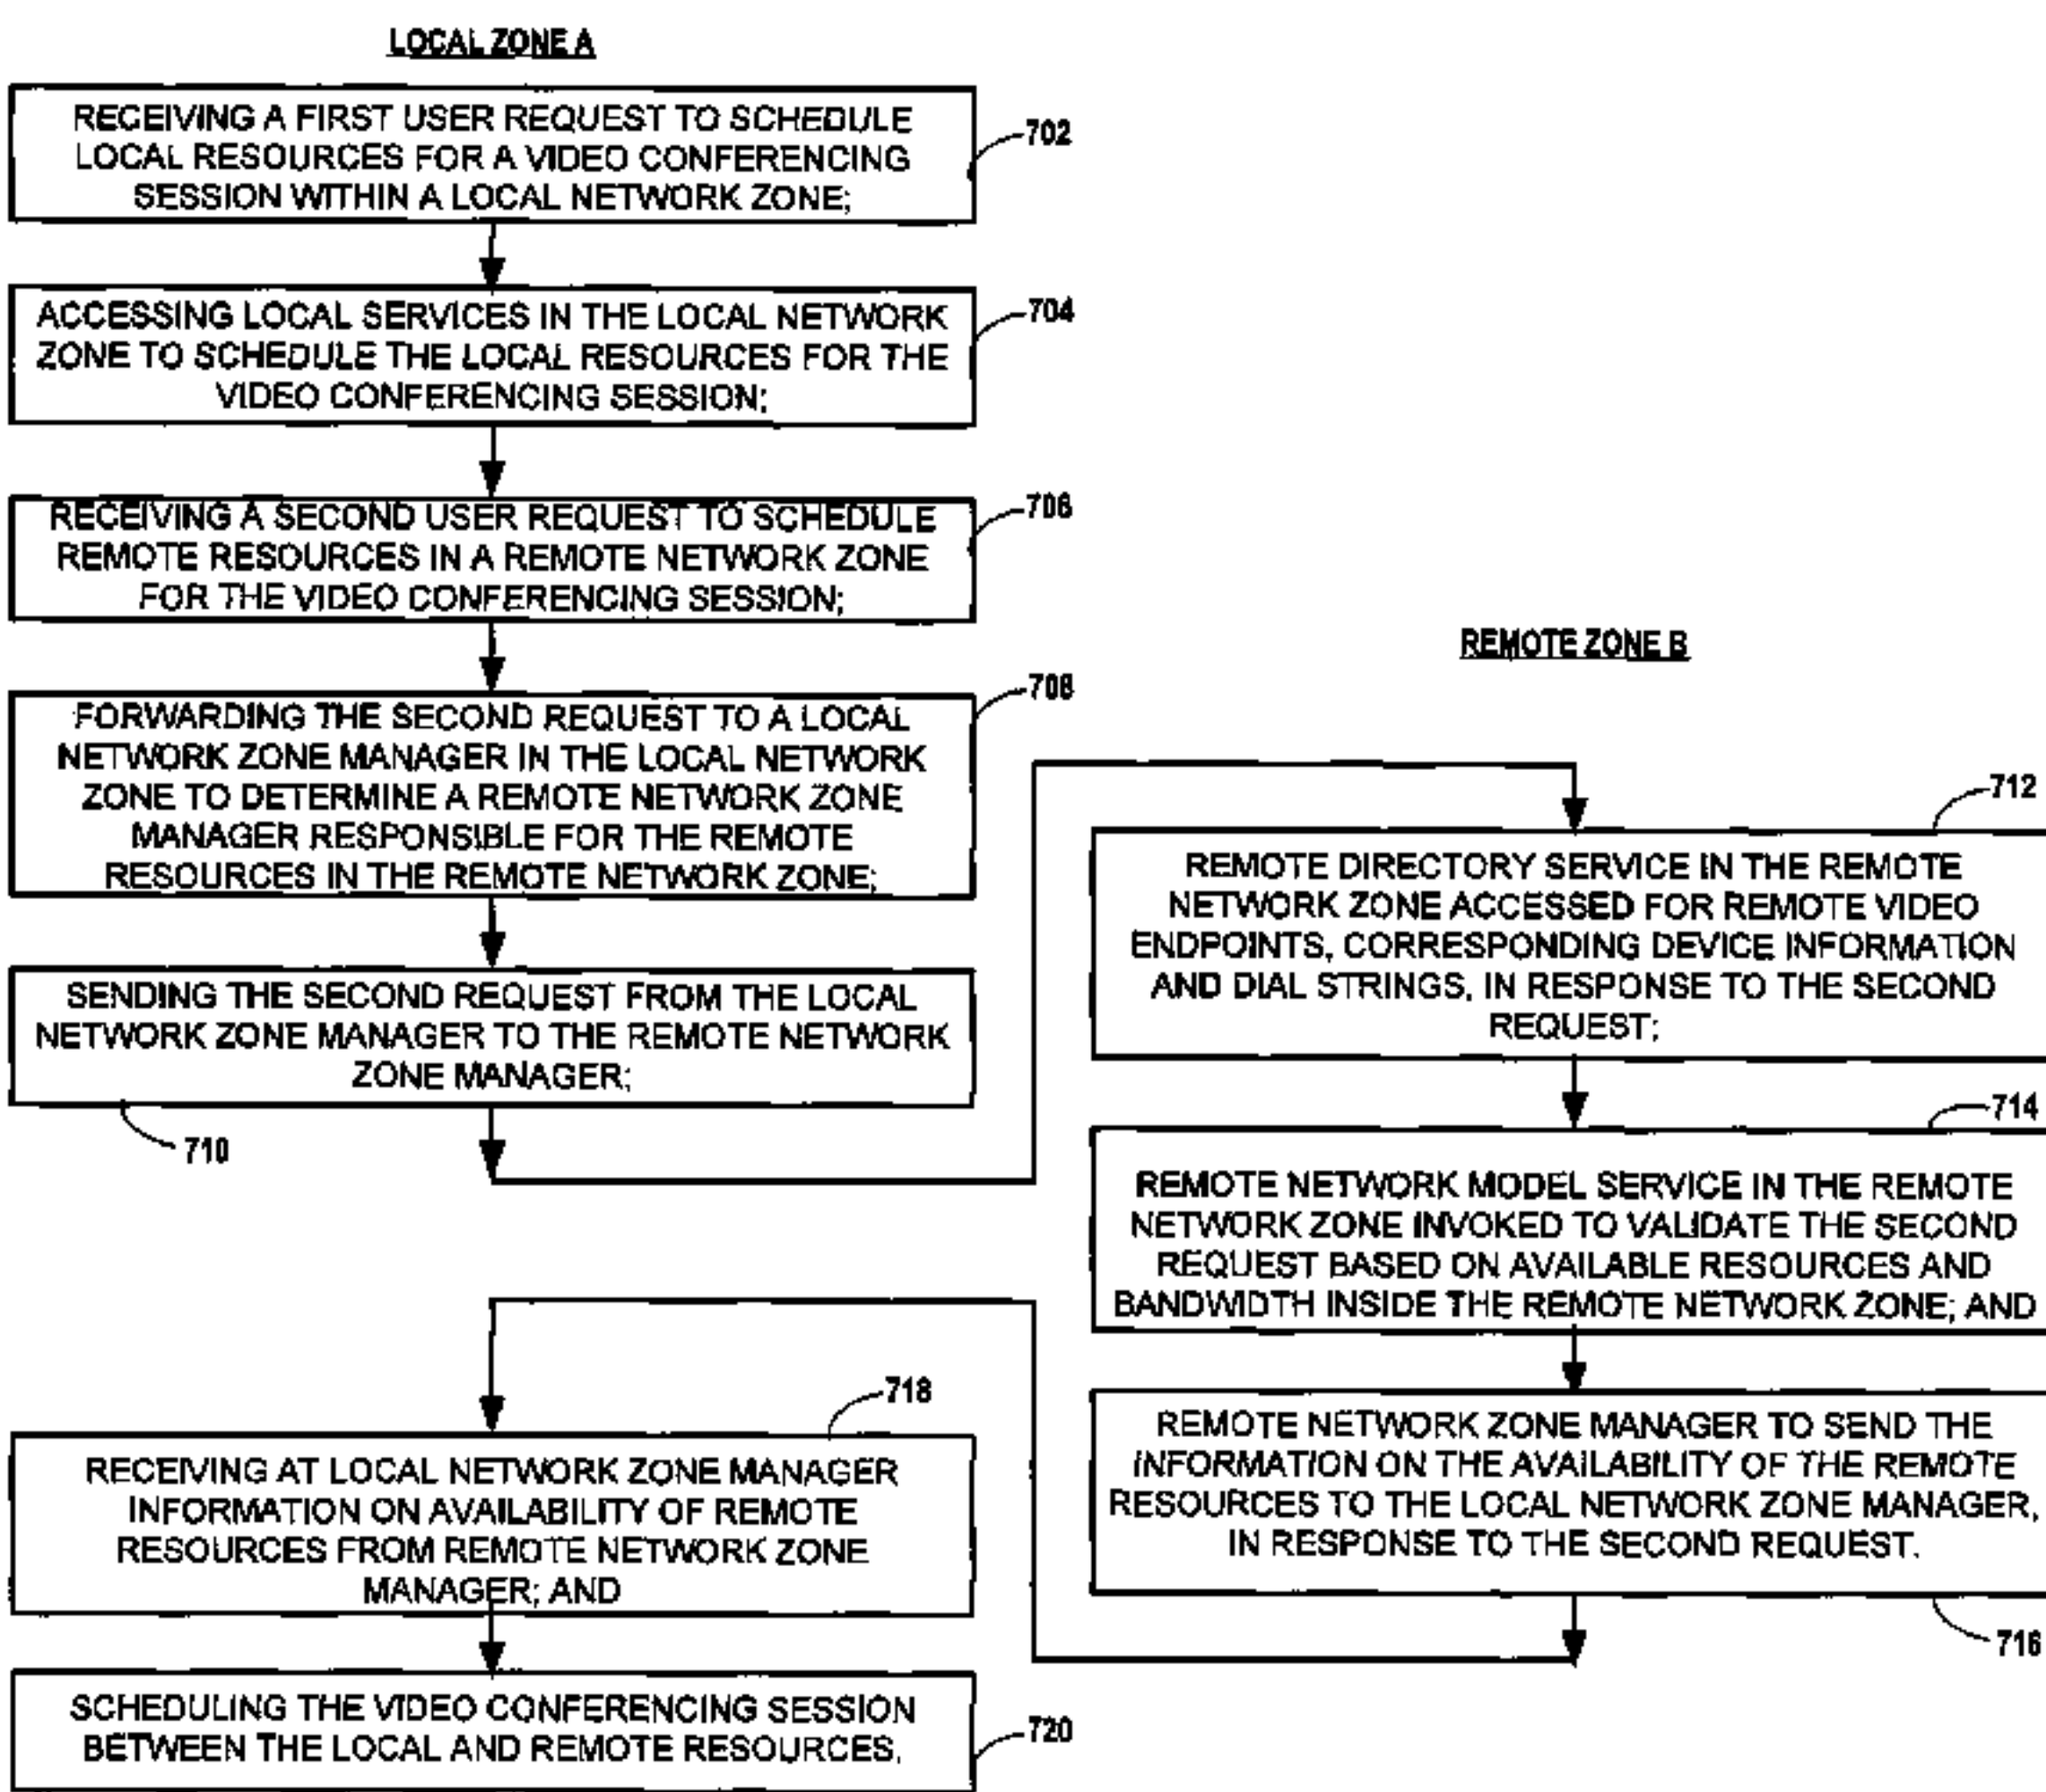 LOCAL ZONE A
RECEIVING A FIRST USER REQUEST TO SCHEDULE
LOCAL RESOURCES FOR A VIDEO CONFERENCING
SESSION WITHIN A LOCAL NETWORK ZONE;
702
ACCESSING LOCAL SERVICES IN THE LOCAL NETWORK
ZONE TO SCHEDULE THE LOCAL RESOURCES FOR THE
VIDEO CONFERENCING SESSION;
704
RECEIVING A SECOND USER REQUEST TO SCHEDULE
REMOTE RESOURCES IN A REMOTE NETWORK ZONE
FOR THE VIDEO CONFERENCING SESSION;
706
FORWARDING THE SECOND REQUEST TO A LOCAL
NETWORK ZONE MANAGER IN THE LOCAL NETWORK
ZONE TO DETERMINE A REMOTE NETWORK ZONE
MANAGER RESPONSIBLE FOR THE REMOTE
RESOURCES IN THE REMOTE NETWORK ZONE;
708
SENDING THE SECOND REQUEST FROM THE LOCAL
NETWORK ZONE MANAGER TO THE REMOTE NETWORK
ZONE MANAGER;
710
REMOTE ZONE B
712
REMOTE DIRECTORY SERVICE IN THE REMOTE
NETWORK ZONE ACCESSED FOR REMOTE VIDEO
ENDPOINTS, CORRESPONDING DEVICE INFORMATION
AND DIAL STRINGS, IN RESPONSE TO THE SECOND
REQUEST;
714
REMOTE NETWORK MODEL SERVICE IN THE REMOTE
NETWORK ZONE INVOKED TO VALIDATE THE SECOND
REQUEST BASED ON AVAILABLE RESOURCES AND
BANDWIDTH INSIDE THE REMOTE NETWORK ZONE; AND
REMOTE NETWORK ZONE MANAGER TO SEND THE
INFORMATION ON THE AVAILABILITY OF THE REMOTE
RESOURCES TO THE LOCAL NETWORK ZONE MANAGER,
IN RESPONSE TO THE SECOND REQUEST.
716
718
RECEIVING AT LOCAL NETWORK ZONE MANAGER
INFORMATION ON AVAILABILITY OF REMOTE
RESOURCES FROM REMOTE NETWORK ZONE
MANAGER; AND
SCHEDULING THE VIDEO CONFERENCING SESSION
BETWEEN THE LOCAL AND REMOTE RESOURCES.
720